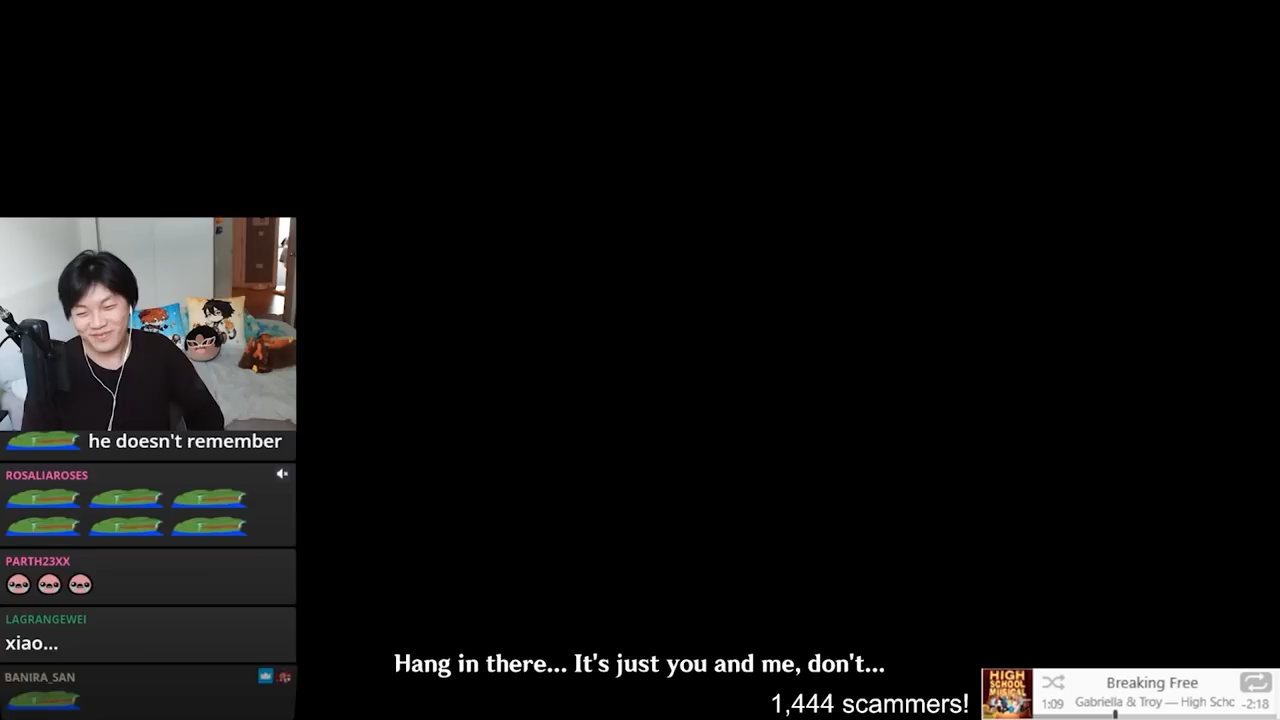 he doesn't remember
ROSALIAROSES
PARTH23XX
LAGRANGEWEI
xiao...
BANIRA_SAN
Hang in there... It's just you and me, don't...
1,444 scammers!
HIGH
SCHOOL
MUSICAL
Breaking Free
1:09 Gabriella & Troy — High Scho -2:18